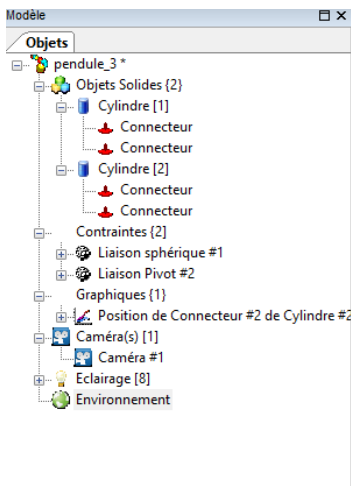 Modèle
Objets
pendule_3 *
Objets Solides {2}
Cylindre [1]
Connecteur
Connecteur
Cylindre [2]
Connecteur
Connecteur
Contraintes {2}
Liaison sphérique #1
Liaison Pivot #2
Graphiques {1}
Position de Connecteur #2 de Cylindre #2
Caméra(s) [1]
Caméra #1
Eclairage [8]
Environnement